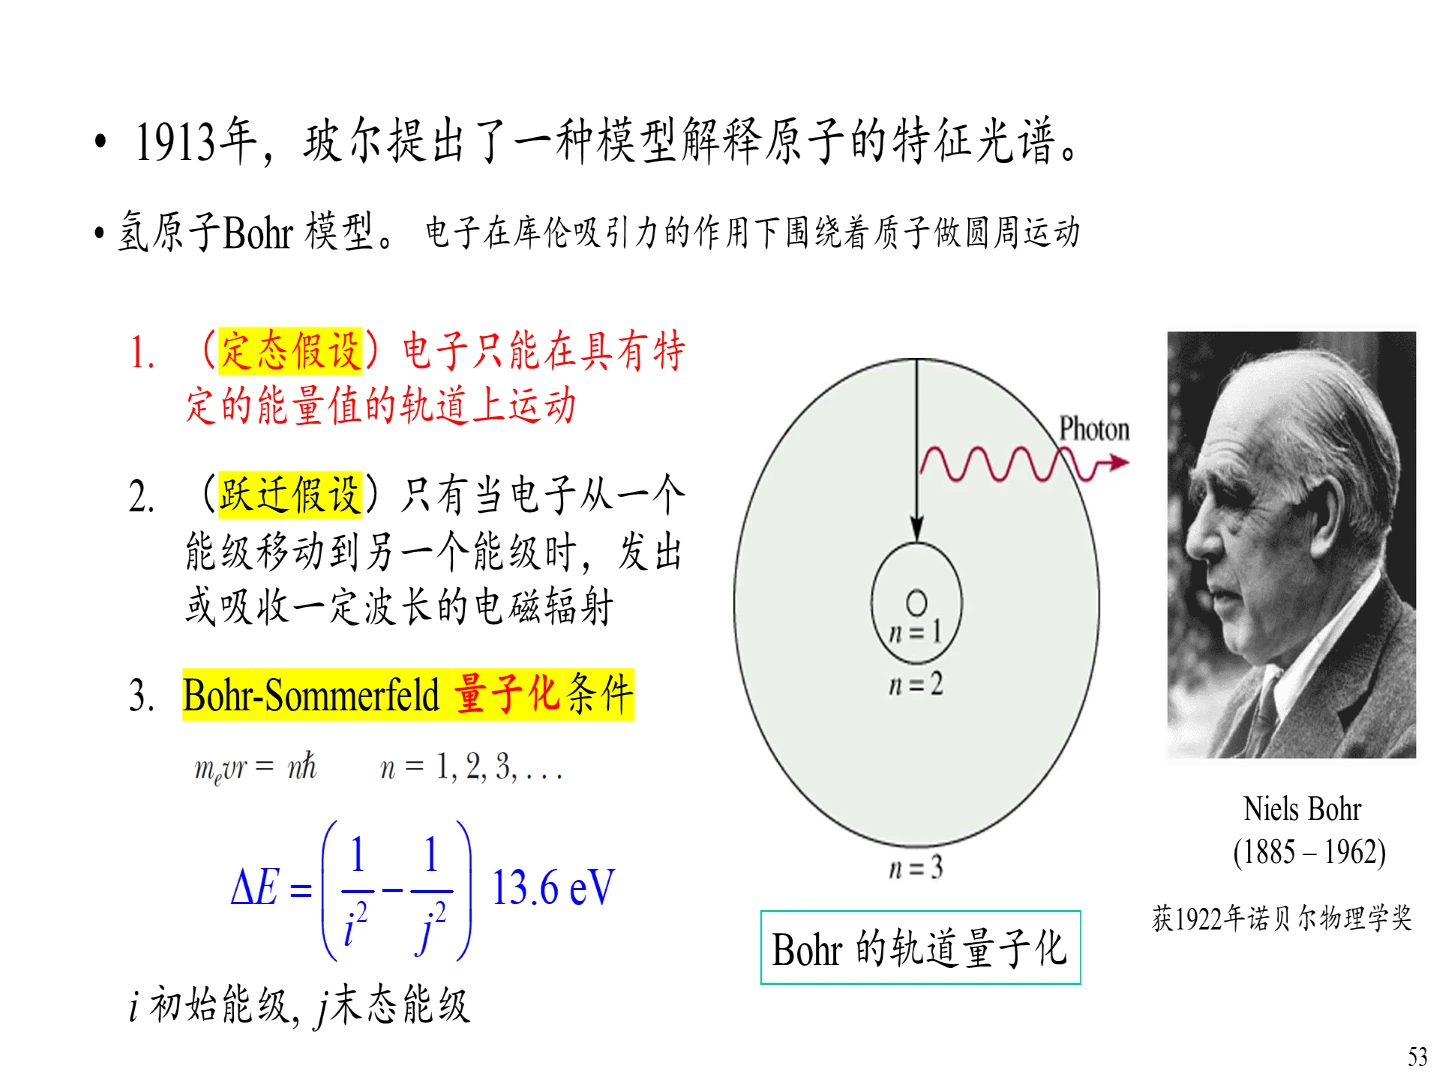 • 1913年，玻尔提出了一种模型解释原子的特征光谱。
• 氢原子Bohr 模型。 电子在库伦吸引力的作用下围绕着质子做圆周运动
1. （定态假设）电子只能在具有特
定的能量值的轨道上运动
2. （跃迁假设）只有当电子从一个
能级移动到另一个能级时，发出
或吸收一定波长的电磁辐射
3. Bohr-Sommerfeld 量子化条件
mₑvr = nħ n = 1, 2, 3, . . .
ΔE = (1/i² − 1/j²) 13.6 eV
i 初始能级, j末态能级
Photon
n = 1
n = 2
n = 3
Bohr 的轨道量子化
Niels Bohr
(1885 – 1962)
获1922年诺贝尔物理学奖
53